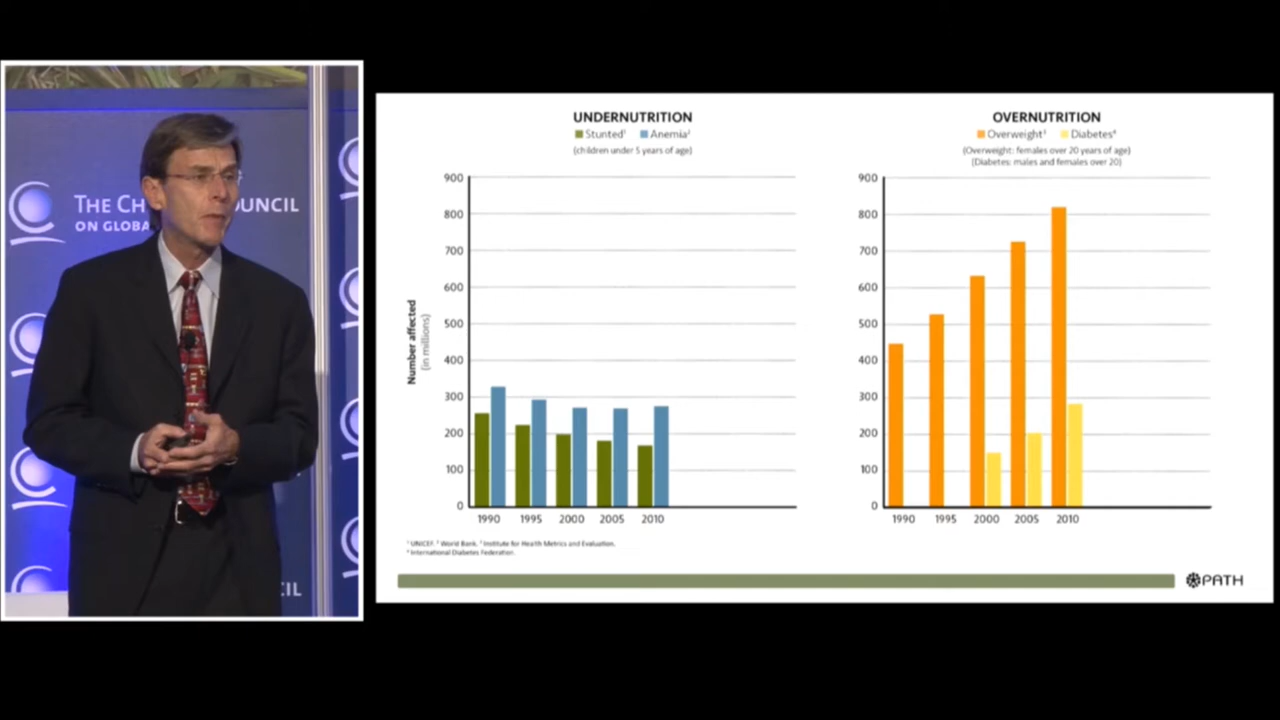 THE CH UNCIL
ON GLOBA
CIL
UNDERNUTRITION
Stunted¹ Anemia²
(children under 5 years of age)
Number affected
(in millions)
900
800
700
600
500
400
300
200
100
0
1990 1995 2000 2005 2010
¹ UNICEF. ² World Bank. ³ Institute for Health Metrics and Evaluation.
⁴ International Diabetes Federation.
OVERNUTRITION
Overweight³ Diabetes⁴
(Overweight: females over 20 years of age)
(Diabetes: males and females over 20)
900
800
700
600
500
400
300
200
100
0
1990 1995 2000 2005 2010
PATH